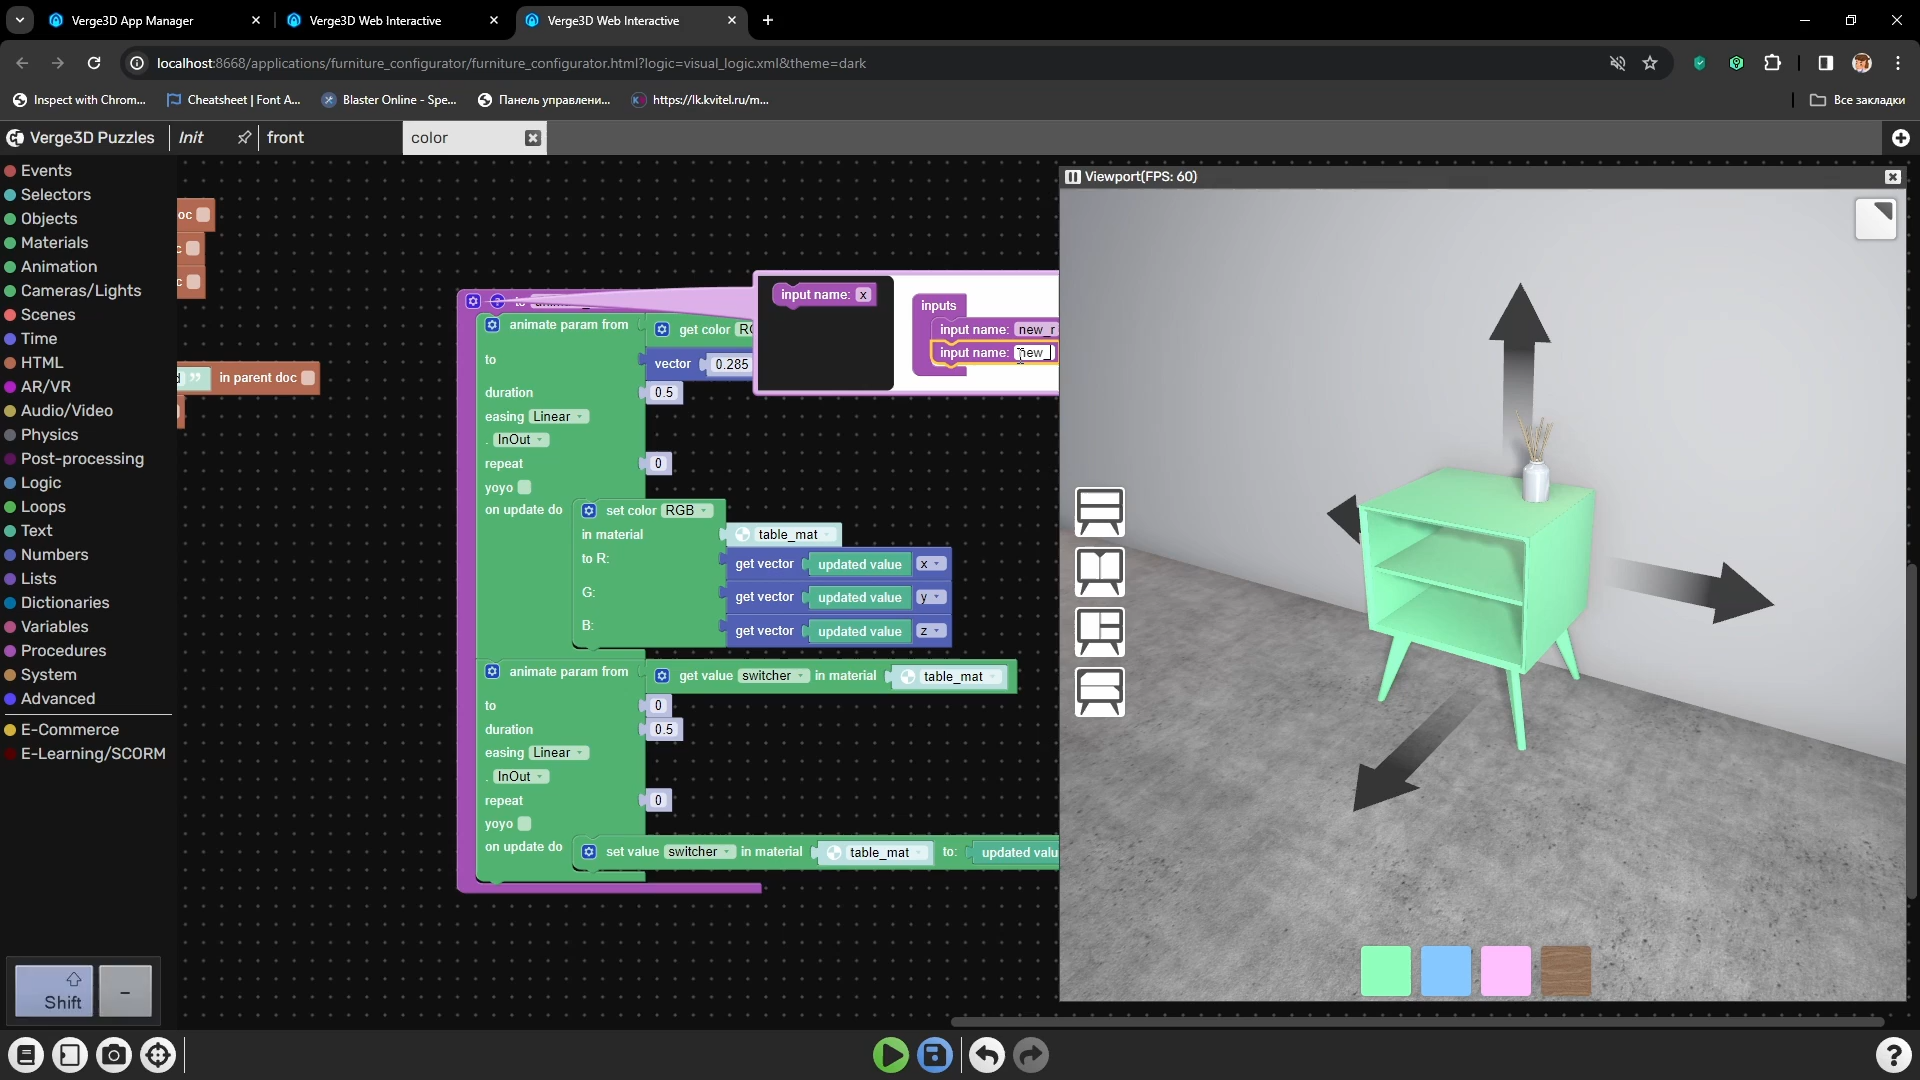 Verge3D App Manager
Verge3D Web Interactive
Verge3D Web Interactive
localhost:8668/applications/furniture_configurator/furniture_configurator.html?logic=visual_logic.xml&theme=dark
Inspect with Chrom...
Cheatsheet | Font A...
Blaster Online - Spe...
Панель управлени...
https://lk.kvitel.ru/m...
Все закладки
Verge3D Puzzles
Init
front
color
Events
Selectors
Objects
Materials
Animation
Cameras/Lights
Scenes
Time
HTML
AR/VR
Audio/Video
Physics
Post-processing
Logic
Loops
Text
Numbers
Lists
Dictionaries
Variables
Procedures
System
Advanced
E-Commerce
E-Learning/SCORM
Shift
-
oc
c
c
in parent doc
input name: x
inputs
input name: new_r
input name: new_
animate param from
get color
to
vector 0.285
duration 0.5
easing Linear
. InOut
repeat 0
yoyo
on update do
set color RGB
in material table_mat
to R: get vector updated value x
G: get vector updated value y
B: get vector updated value z
animate param from
get value switcher in material table_mat
to 0
duration 0.5
easing Linear
. InOut
repeat 0
yoyo
on update do
set value switcher in material table_mat to: updated valu
Viewport(FPS: 60)
?